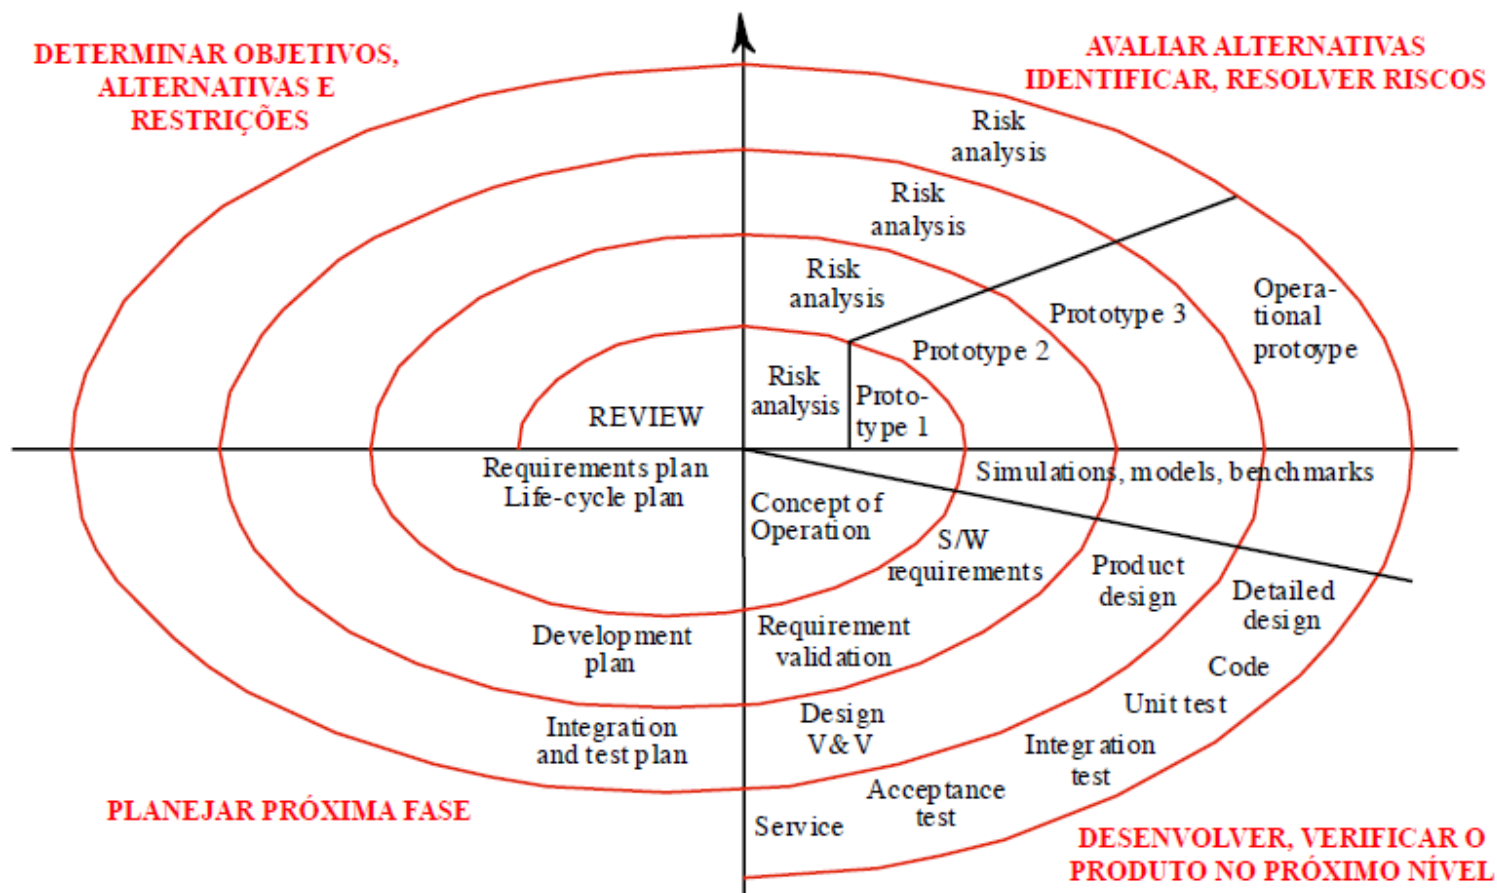 DETERMINAR OBJETIVOS,
ALTERNATIVAS E
RESTRIÇÕES
AVALIAR ALTERNATIVAS
IDENTIFICAR, RESOLVER RISCOS
Risk
analysis
Risk
analysis
Risk
analysis
Risk
analysis
Proto-
type 1
Prototype 2
Prototype 3
Opera-
tional
protoype
REVIEW
Requirements plan
Life-cycle plan
Simulations, models, benchmarks
Concept of
Operation
S/W
requirements
Product
design
Detailed
design
Development
plan
Requirement
validation
Code
Unit test
Integration
and test plan
Design
V & V
Integration
test
Acceptance
test
Service
PLANEJAR PRÓXIMA FASE
DESENVOLVER, VERIFICAR O
PRODUTO NO PRÓXIMO NÍVEL